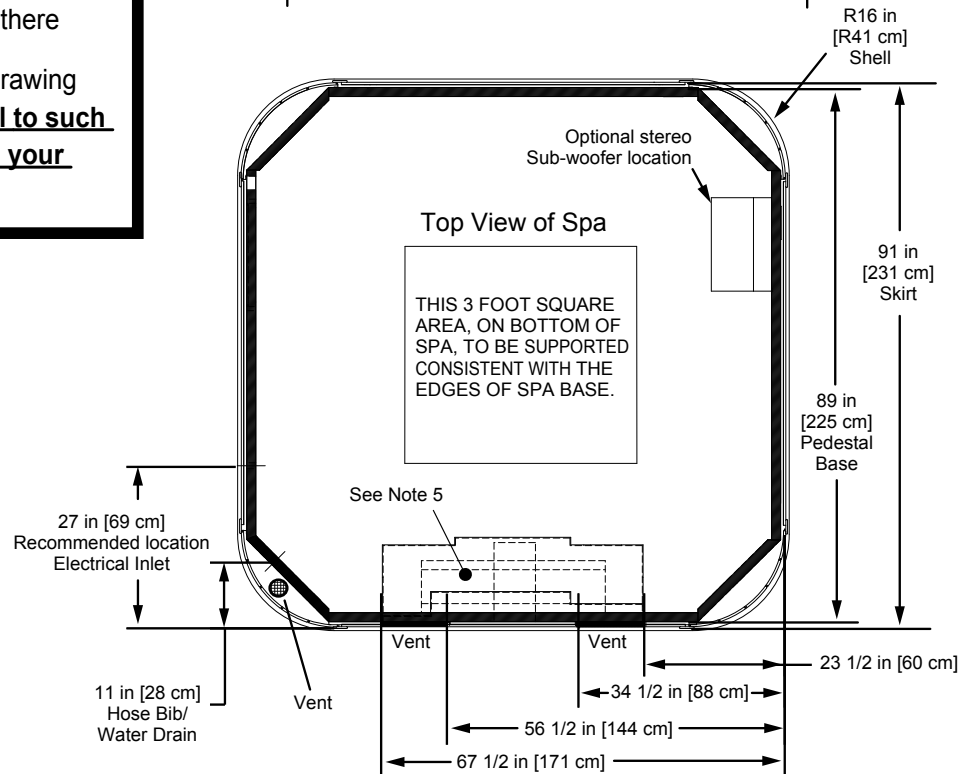 there
rawing
l to such
your
R16 in
[R41 cm]
Shell
Optional stereo
Sub-woofer location
Top View of Spa
THIS 3 FOOT SQUARE
AREA, ON BOTTOM OF
SPA, TO BE SUPPORTED
CONSISTENT WITH THE
EDGES OF SPA BASE.
91 in
[231 cm]
Skirt
89 in
[225 cm]
Pedestal
Base
See Note 5
27 in [69 cm]
Recommended location
Electrical Inlet
Vent
Vent
23 1/2 in [60 cm]
11 in [28 cm]
Hose Bib/
Water Drain
Vent
34 1/2 in [88 cm]
56 1/2 in [144 cm]
67 1/2 in [171 cm]